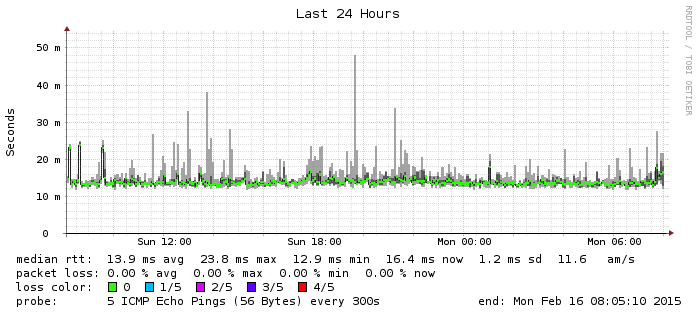 Last 24 Hours
RRDTOOL / TOBI OETIKER
Seconds
50 m
40 m
30 m
20 m
10 m
0
Sun 12:00 Sun 18:00 Mon 00:00 Mon 06:00
median rtt: 13.9 ms avg 23.8 ms max 12.9 ms min 16.4 ms now 1.2 ms sd 11.6 am/s
packet loss: 0.00 % avg 0.00 % max 0.00 % min 0.00 % now
loss color: 0 1/5 2/5 3/5 4/5
probe: 5 ICMP Echo Pings (56 Bytes) every 300s end: Mon Feb 16 08:05:10 2015